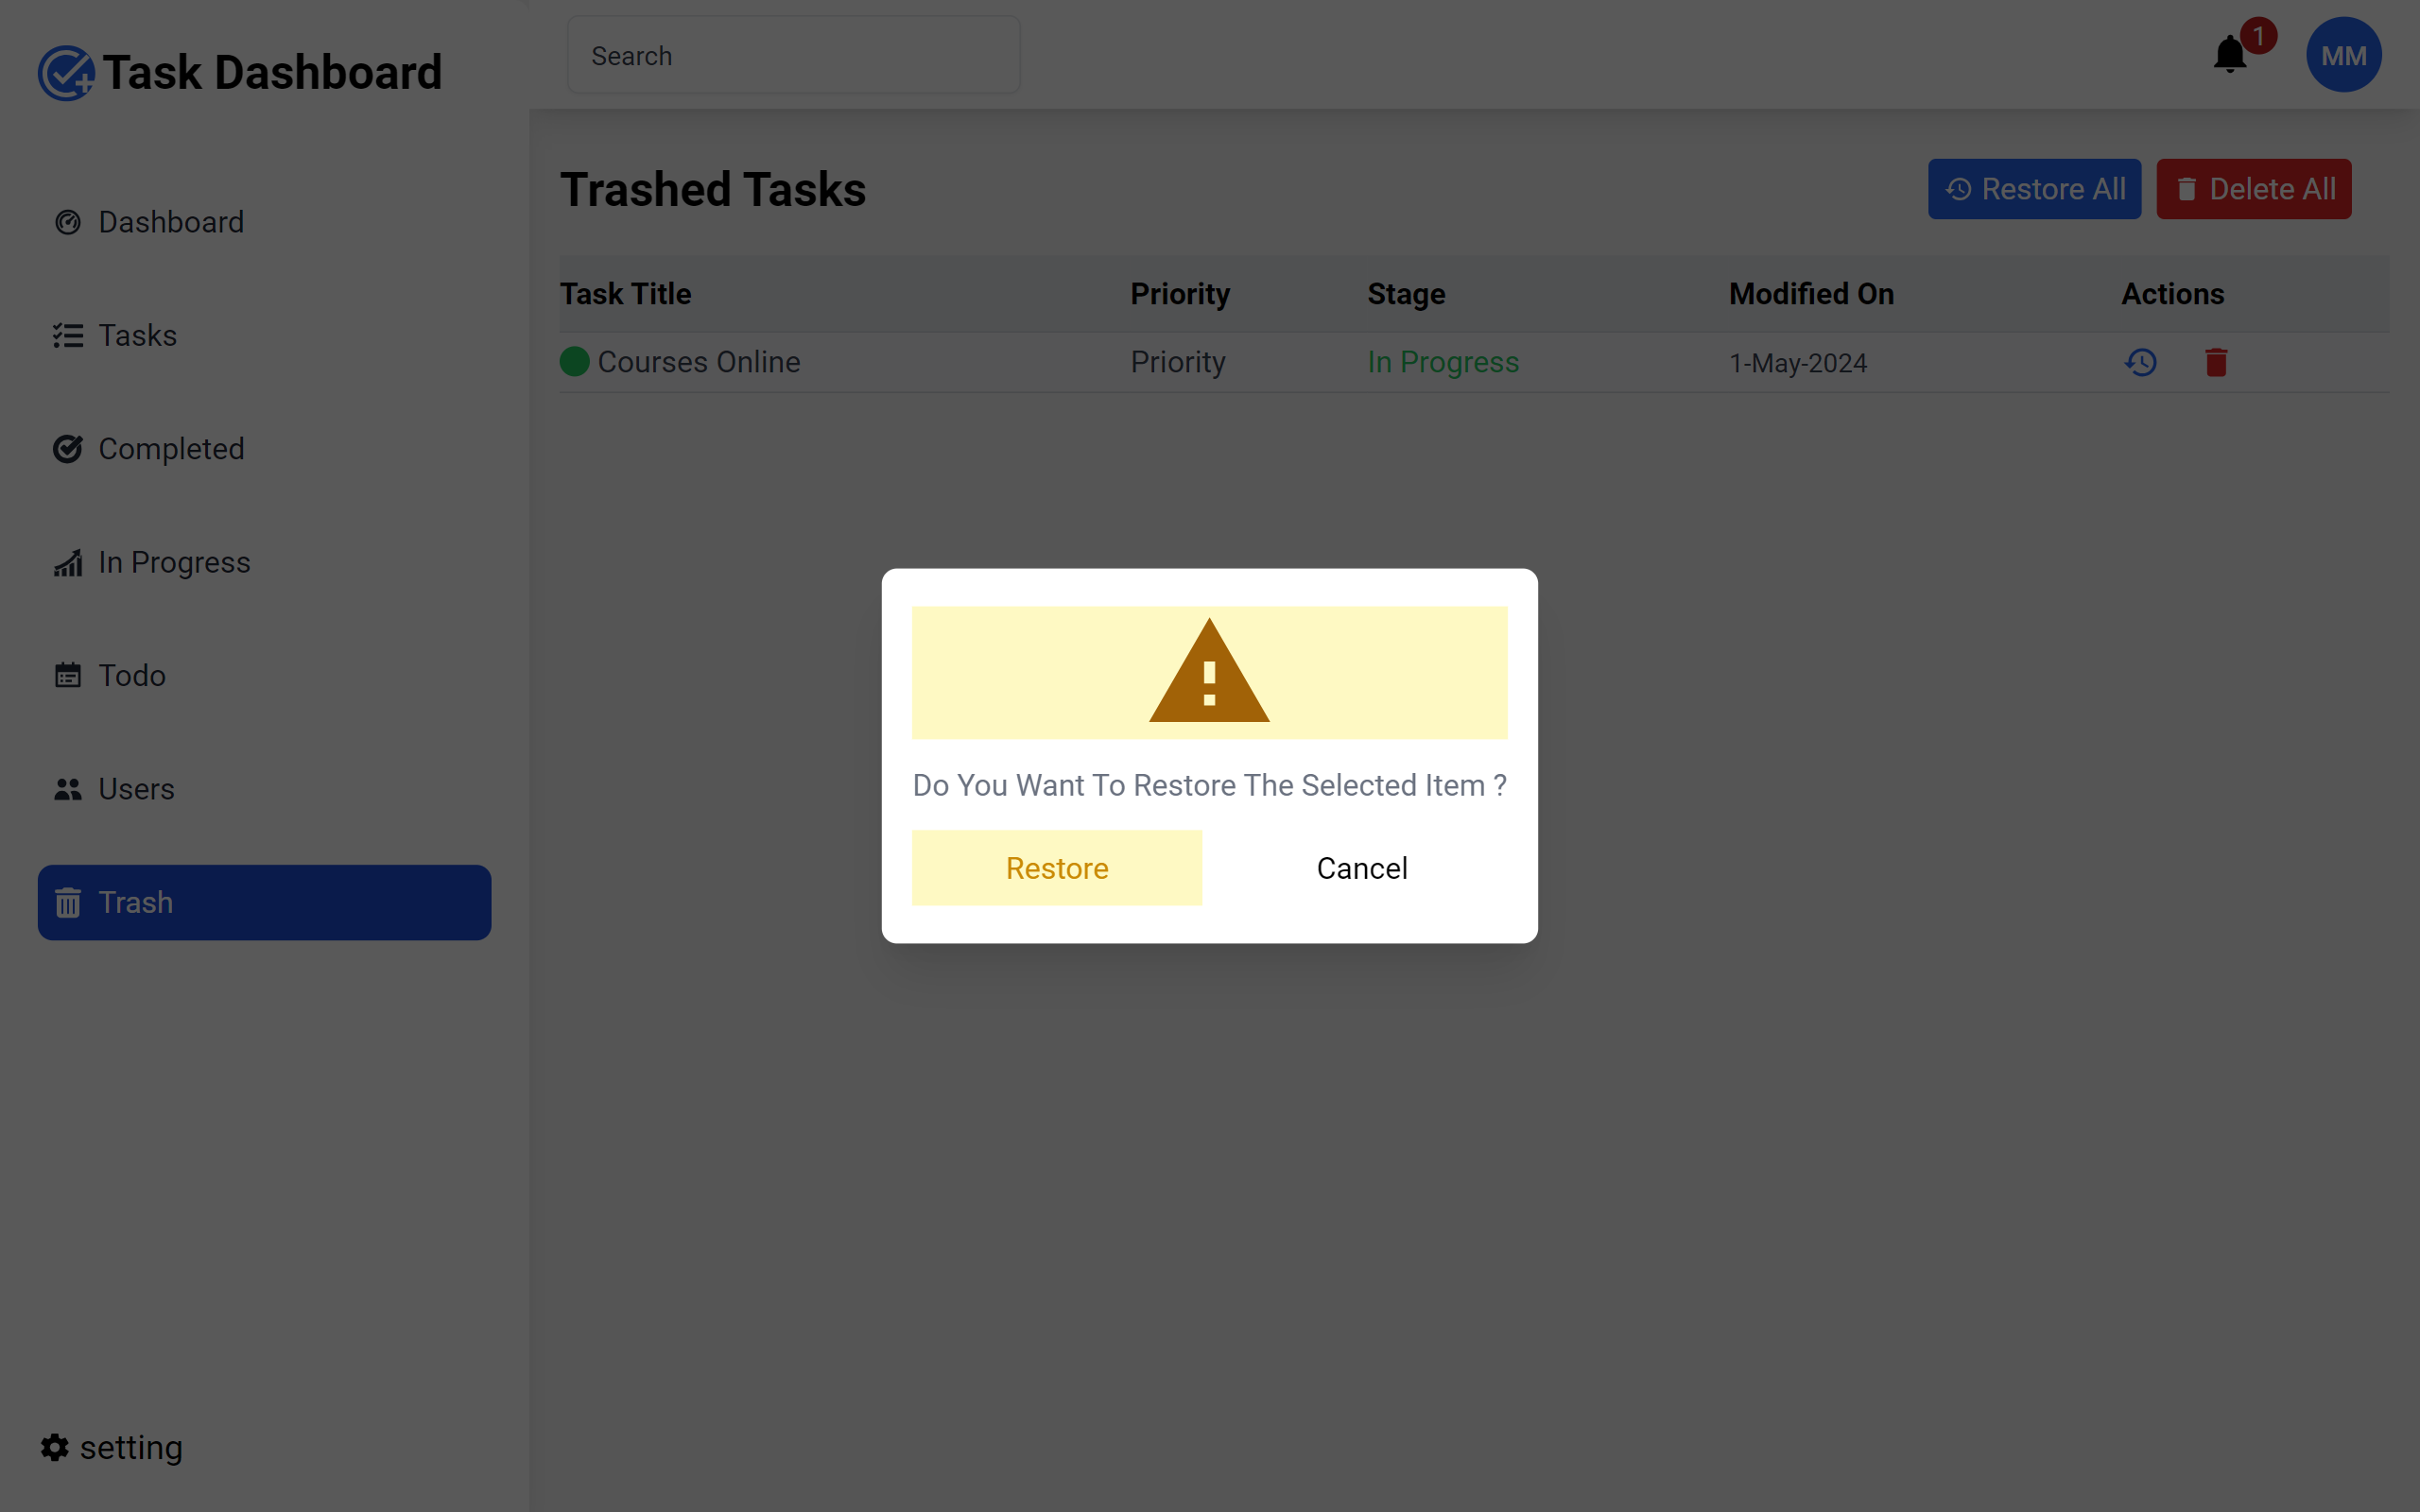 Task Dashboard
Dashboard
Tasks
Completed
In Progress
Todo
Users
Trash
setting
Search
1
MM
Trashed Tasks
Restore All
Delete All
Task Title Priority Stage Modified On Actions
Courses Online Priority In Progress 1-May-2024
Do You Want To Restore The Selected Item ?
Restore
Cancel